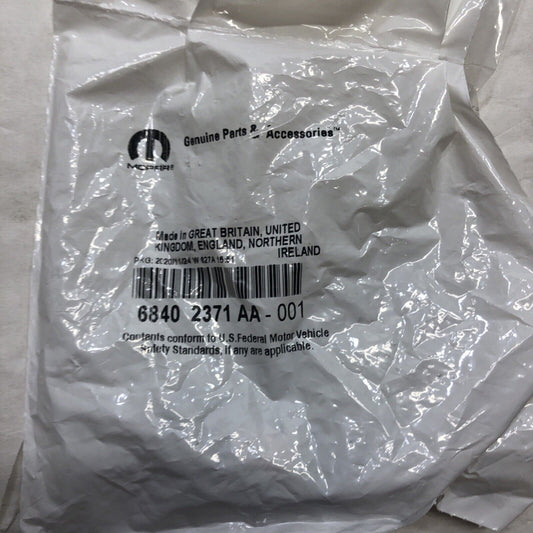 Genuine Parts & Accessories™
MOPAR®
Made in GREAT BRITAIN, UNITED
KINGDOM, ENGLAND, NORTHERN
IRELAND
6840 2371 AA - 001
Contents conform to U.S. Federal Motor Vehicle
Safety Standards, if any are applicable.